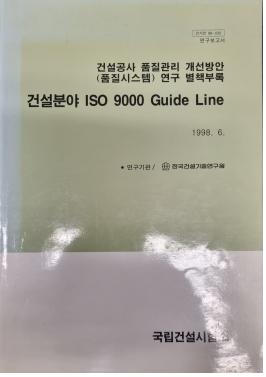 연구보고서
건설공사 품질관리 개선방안
(품질시스템) 연구 별책부록
건설분야 ISO 9000 Guide Line
1998. 6.
* 연구기관 / 한국건설기술연구원
국립건설시험